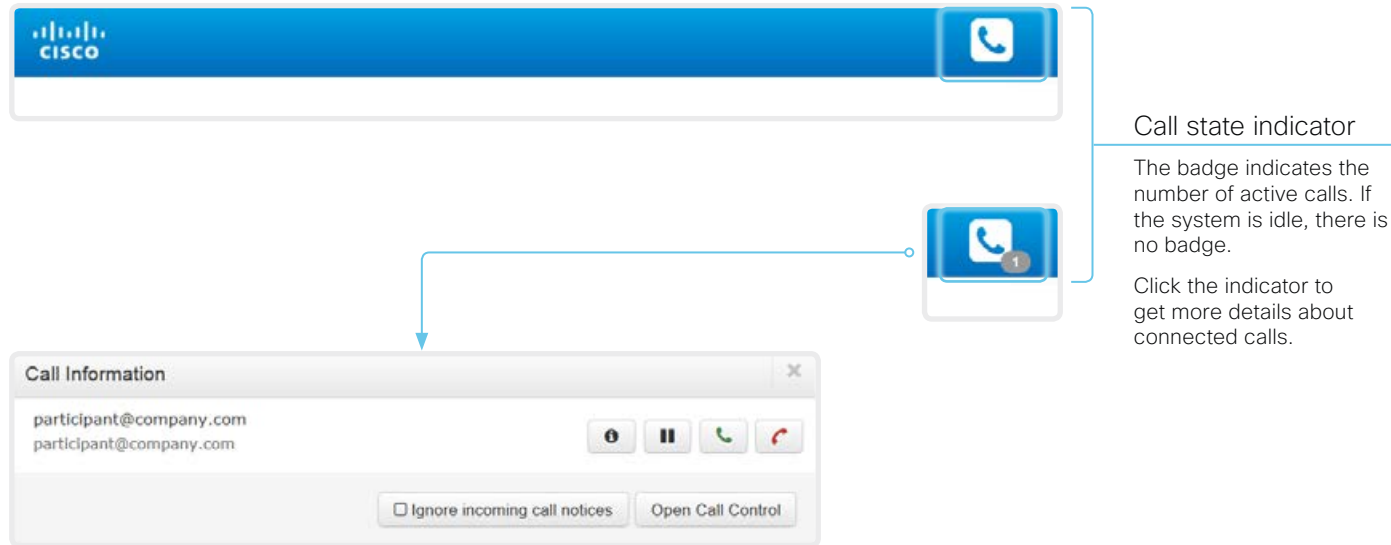 CISCO
Call state indicator
The badge indicates the
number of active calls. If
the system is idle, there is
no badge.
1
Click the indicator to
get more details about
connected calls.
Call Information
participant@company.com
participant@company.com
Ignore incoming call notices
Open Call Control